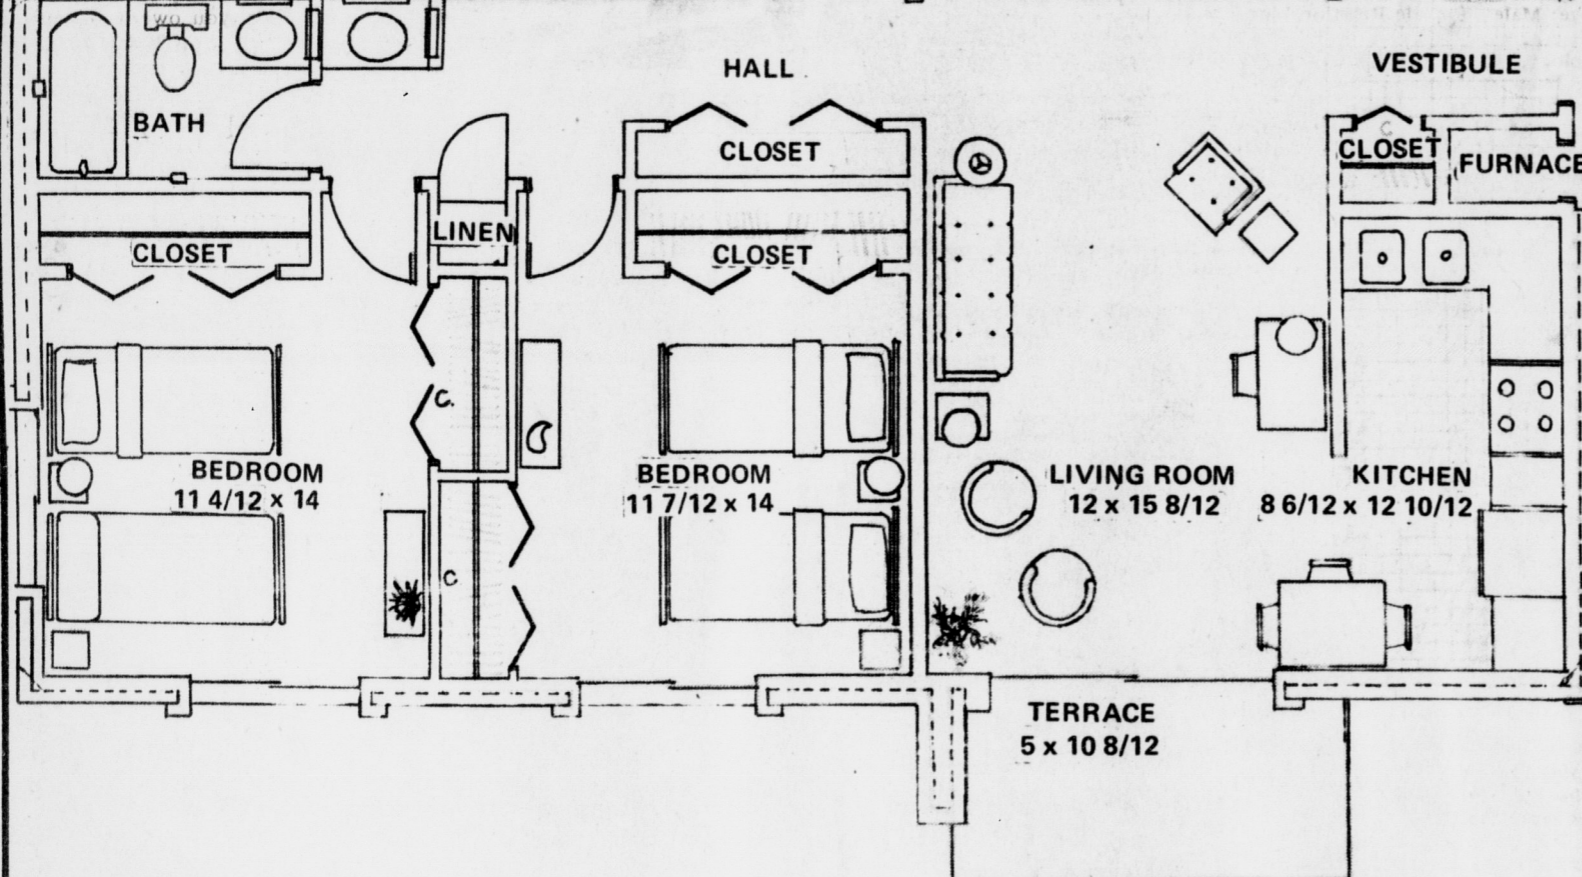 HALL
VESTIBULE
BATH
CLOSET
CLOSET
FURNACE
LINEN
CLOSET
CLOSET
C.
BEDROOM
11 4/12 x 14
BEDROOM
11 7/12 x 14
LIVING ROOM
12 x 15 8/12
KITCHEN
8 6/12 x 12 10/12
C
TERRACE
5 x 10 8/12